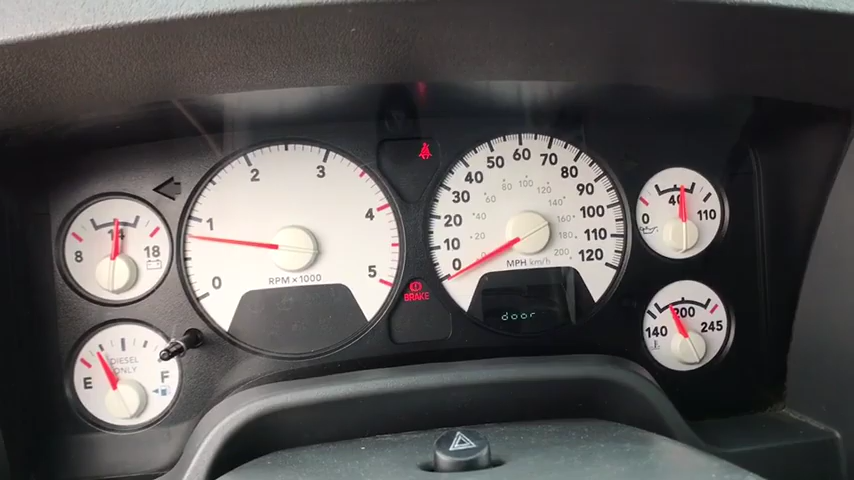 8 14 18
DIESEL
ONLY
E F
0 1 2 3 4 5
RPM x 1000
BRAKE
0 10 20 30 40 50 60 70 80 90 100 110 120
20 40 60 80 100 120 140 160 180 200
MPH km/h
door
0 40 110
140 200 245